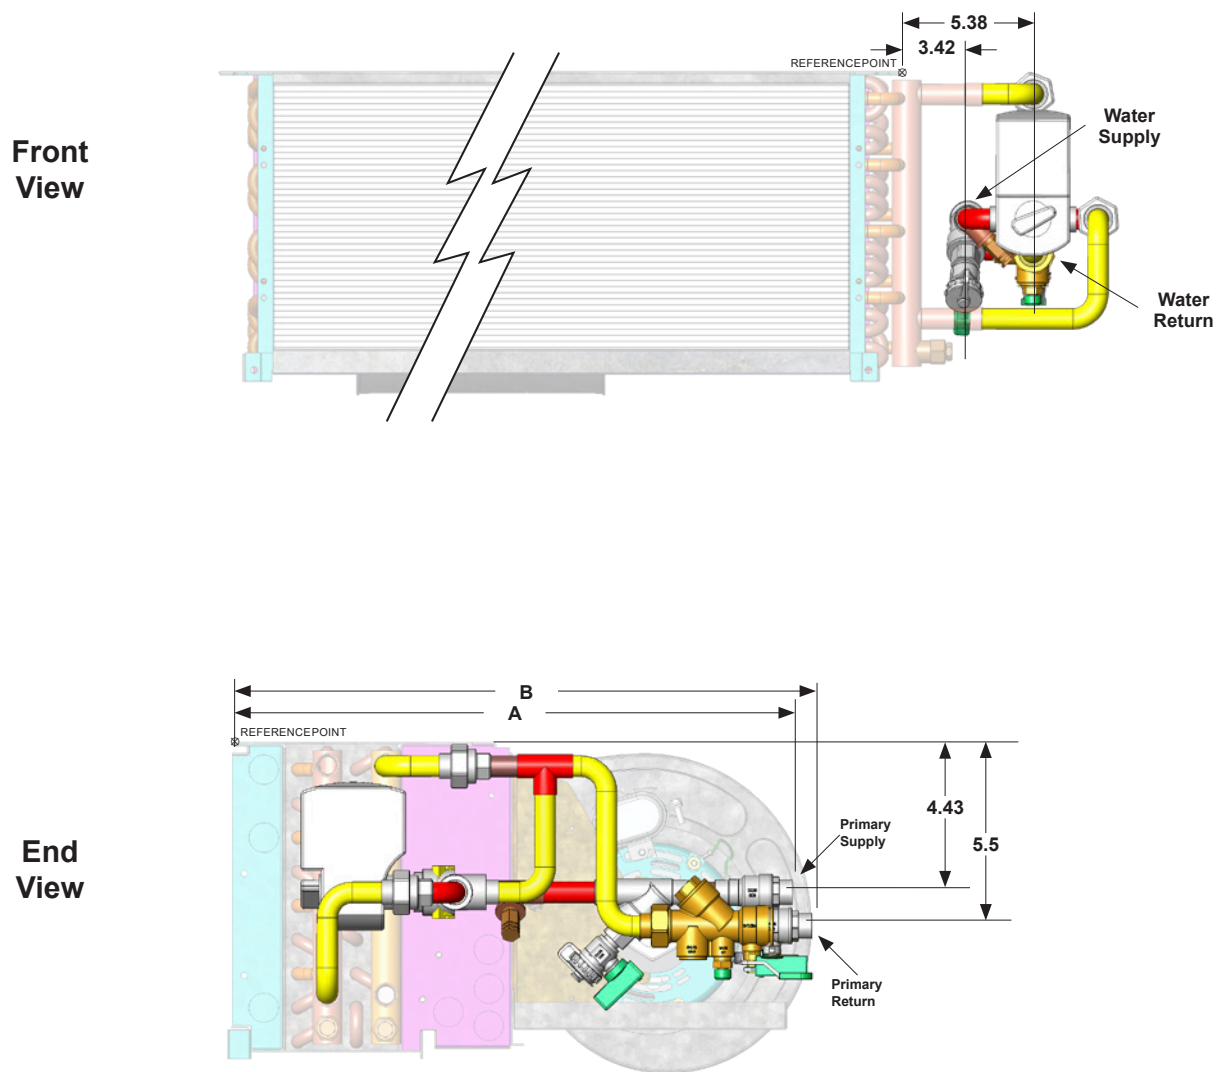 5.38
3.42
REFERENCEPOINT
Front
View
Water
Supply
Water
Return
B
A
REFERENCEPOINT
4.43
5.5
Primary
Supply
End
View
Primary
Return